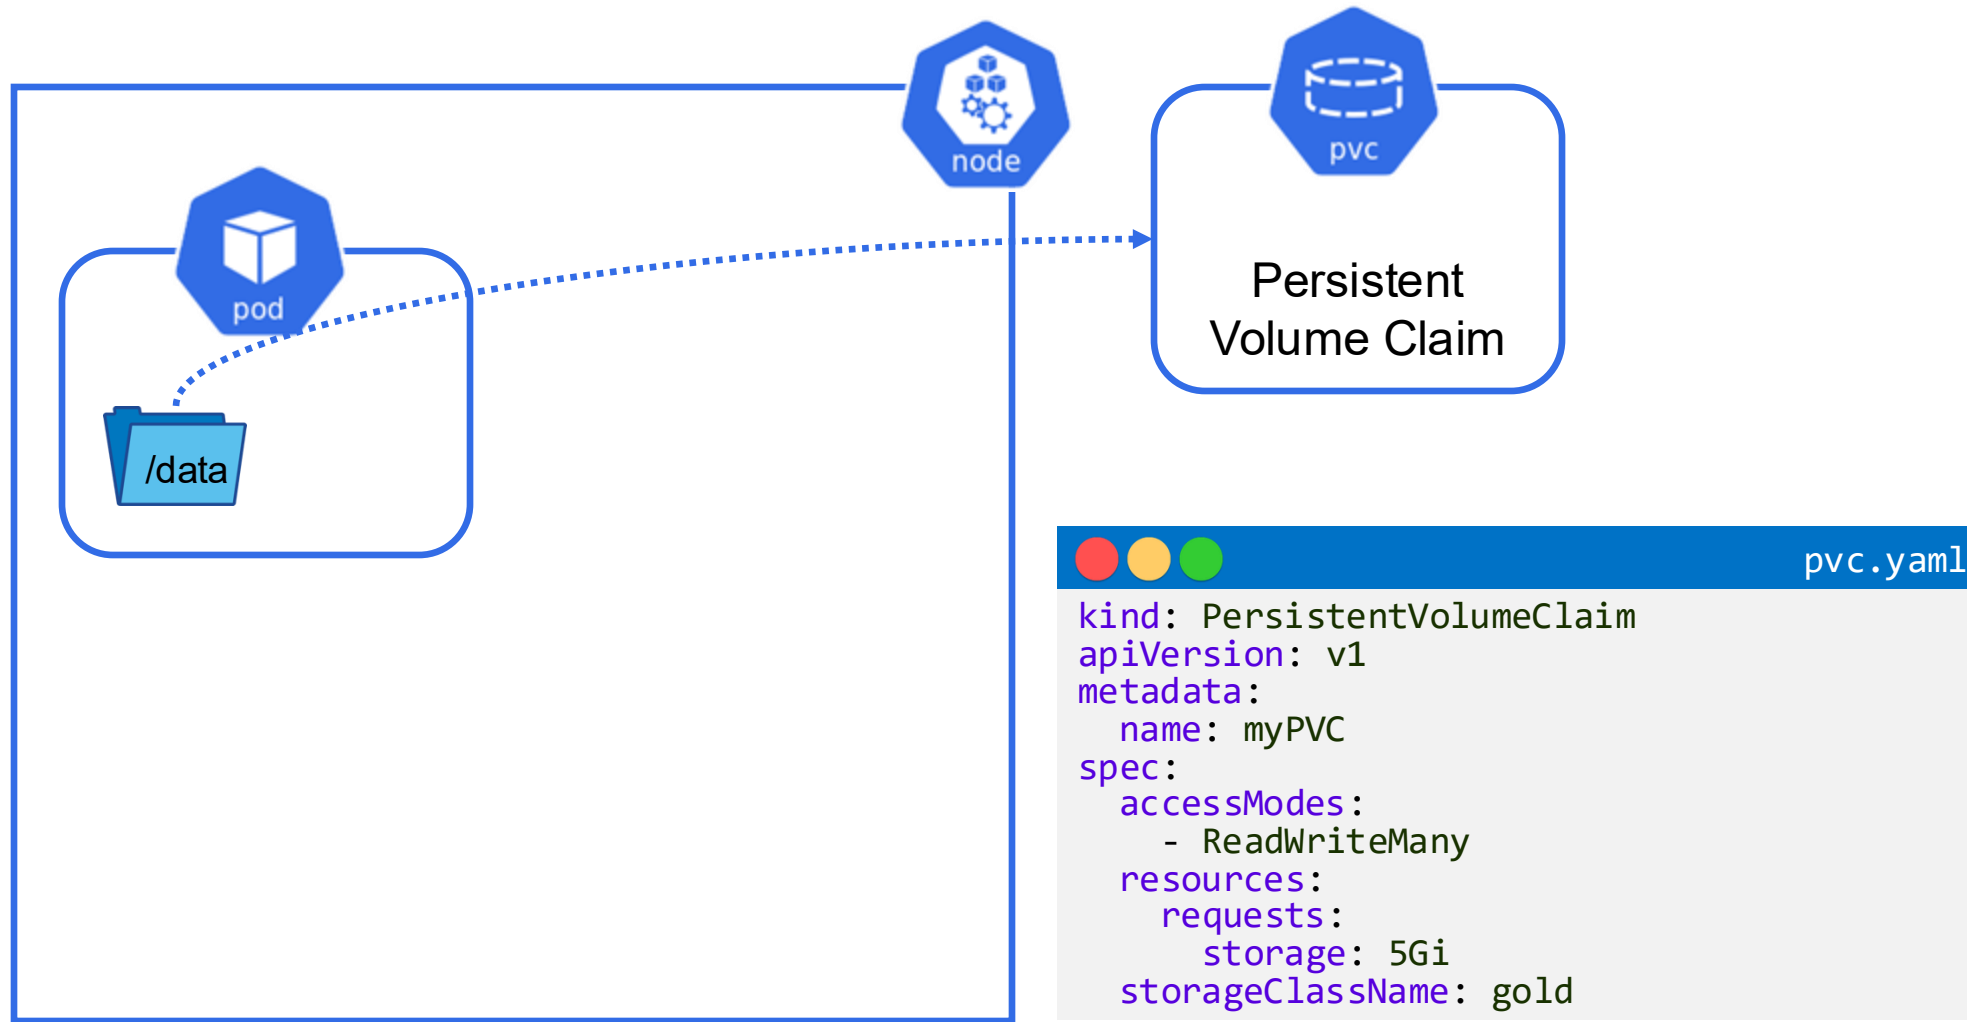 node
pvc
pod
Persistent
Volume Claim
/data
pvc.yaml
kind: PersistentVolumeClaim
apiVersion: v1
metadata:
  name: myPVC
spec:
  accessModes:
    - ReadWriteMany
  resources:
    requests:
      storage: 5Gi
  storageClassName: gold